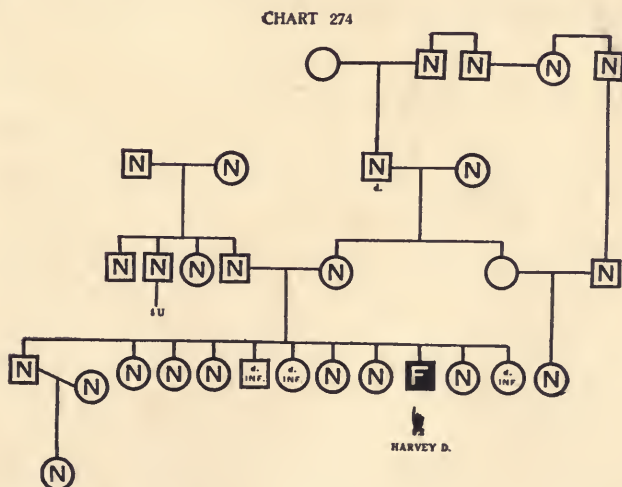 CHART 274
N N N N
N N N N
d.
N N N N N N
N N N N N d. d. N N F N d. N
INF. INF. INF
HARVEY D.
N